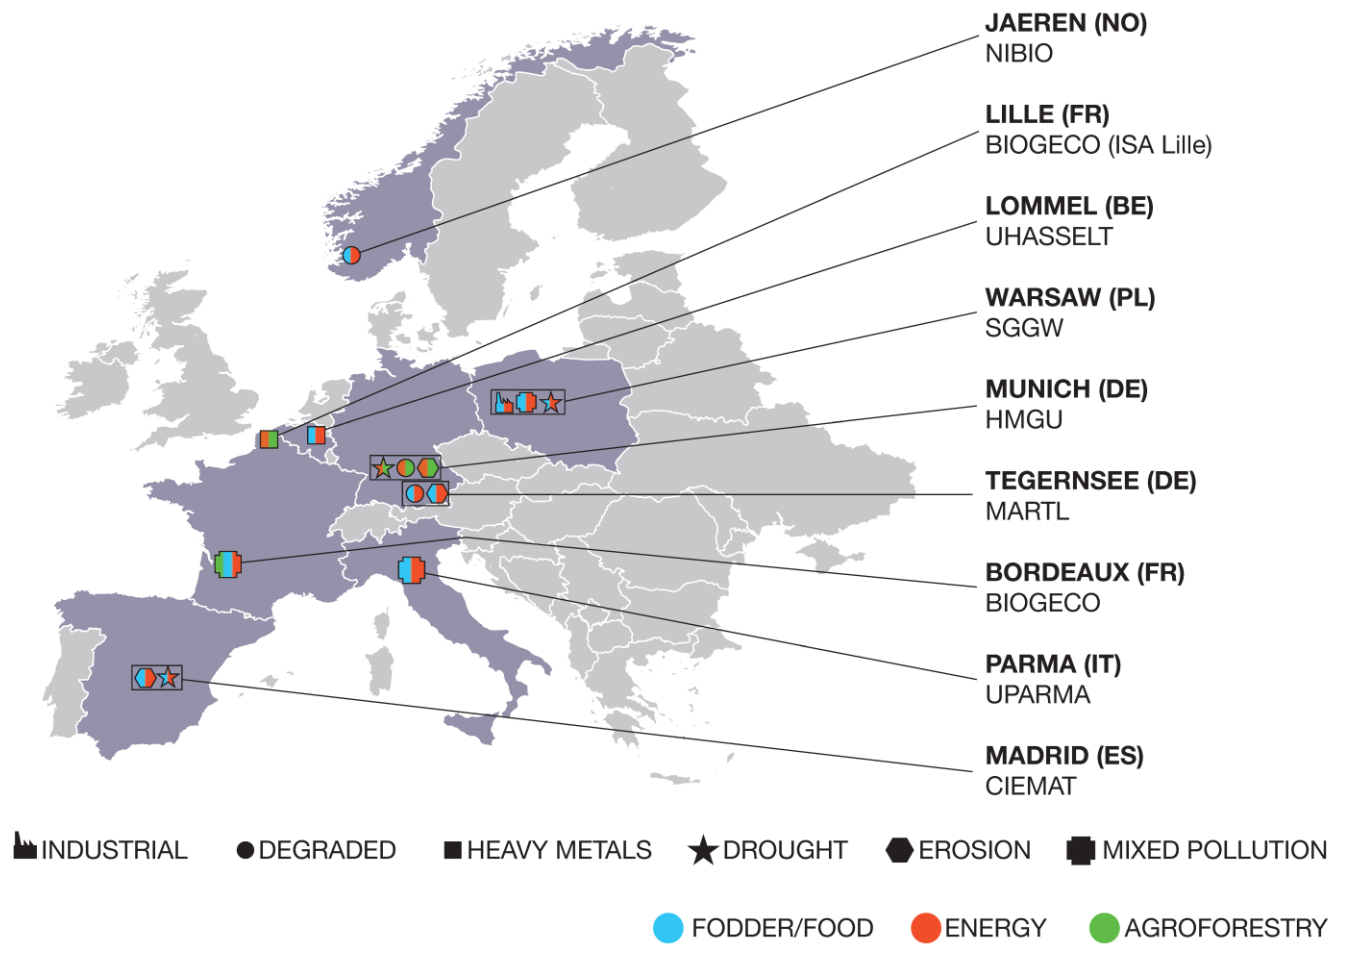 JAEREN (NO)
NIBIO
LILLE (FR)
BIOGECO (ISA Lille)
LOMMEL (BE)
UHASSELT
WARSAW (PL)
SGGW
MUNICH (DE)
HMGU
TEGERNSEE (DE)
MARTL
BORDEAUX (FR)
BIOGECO
PARMA (IT)
UPARMA
MADRID (ES)
CIEMAT
INDUSTRIAL DEGRADED HEAVY METALS DROUGHT EROSION MIXED POLLUTION
FODDER/FOOD ENERGY AGROFORESTRY